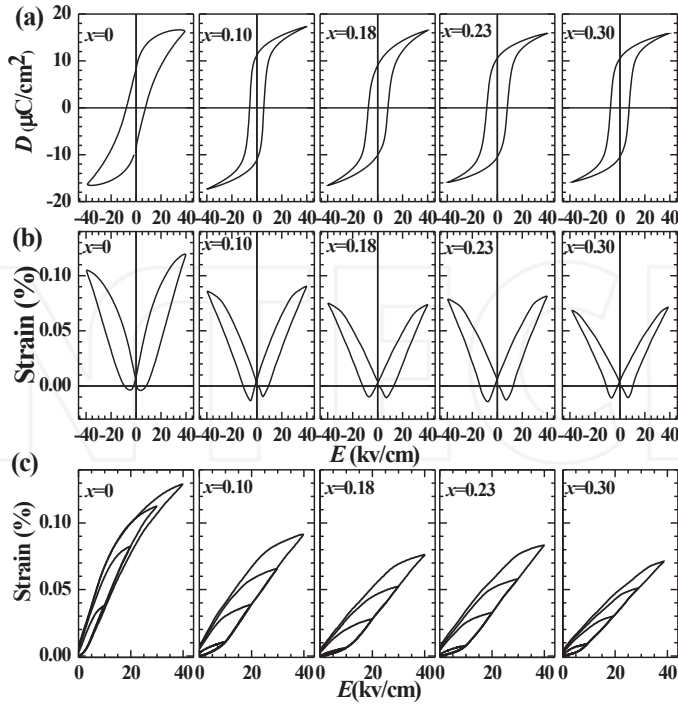 (a)
x=0 x=0.10 x=0.18 x=0.23 x=0.30
D (μC/cm²)
20
10
0
-10
-20
-40 -20 0 20 40 -40 -20 0 20 40 -40 -20 0 20 40 -40 -20 0 20 40 -40 -20 0 20 40
(b)
x=0 x=0.10 x=0.18 x=0.23 x=0.30
Strain (%)
0.10
0.05
0.00
-40 -20 0 20 40 -40 -20 0 20 40 -40 -20 0 20 40 -40 -20 0 20 40 -40 -20 0 20 40
E (kv/cm)
(c)
x=0 x=0.10 x=0.18 x=0.23 x=0.30
Strain (%)
0.10
0.05
0.00
0 20 40 0 20 40 0 20 40 0 20 40 0 20 40
E(kv/cm)